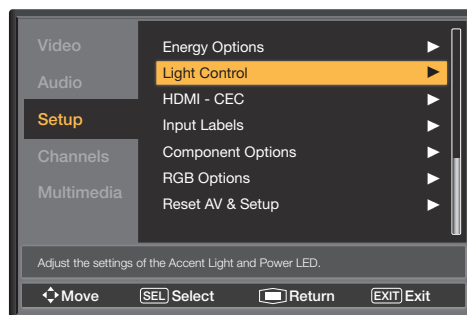 Video
Audio
Setup
Channels
Multimedia
Energy Options
Light Control
HDMI - CEC
Input Labels
Component Options
RGB Options
Reset AV & Setup
Adjust the settings of the Accent Light and Power LED.
Move SEL Select Return EXIT Exit